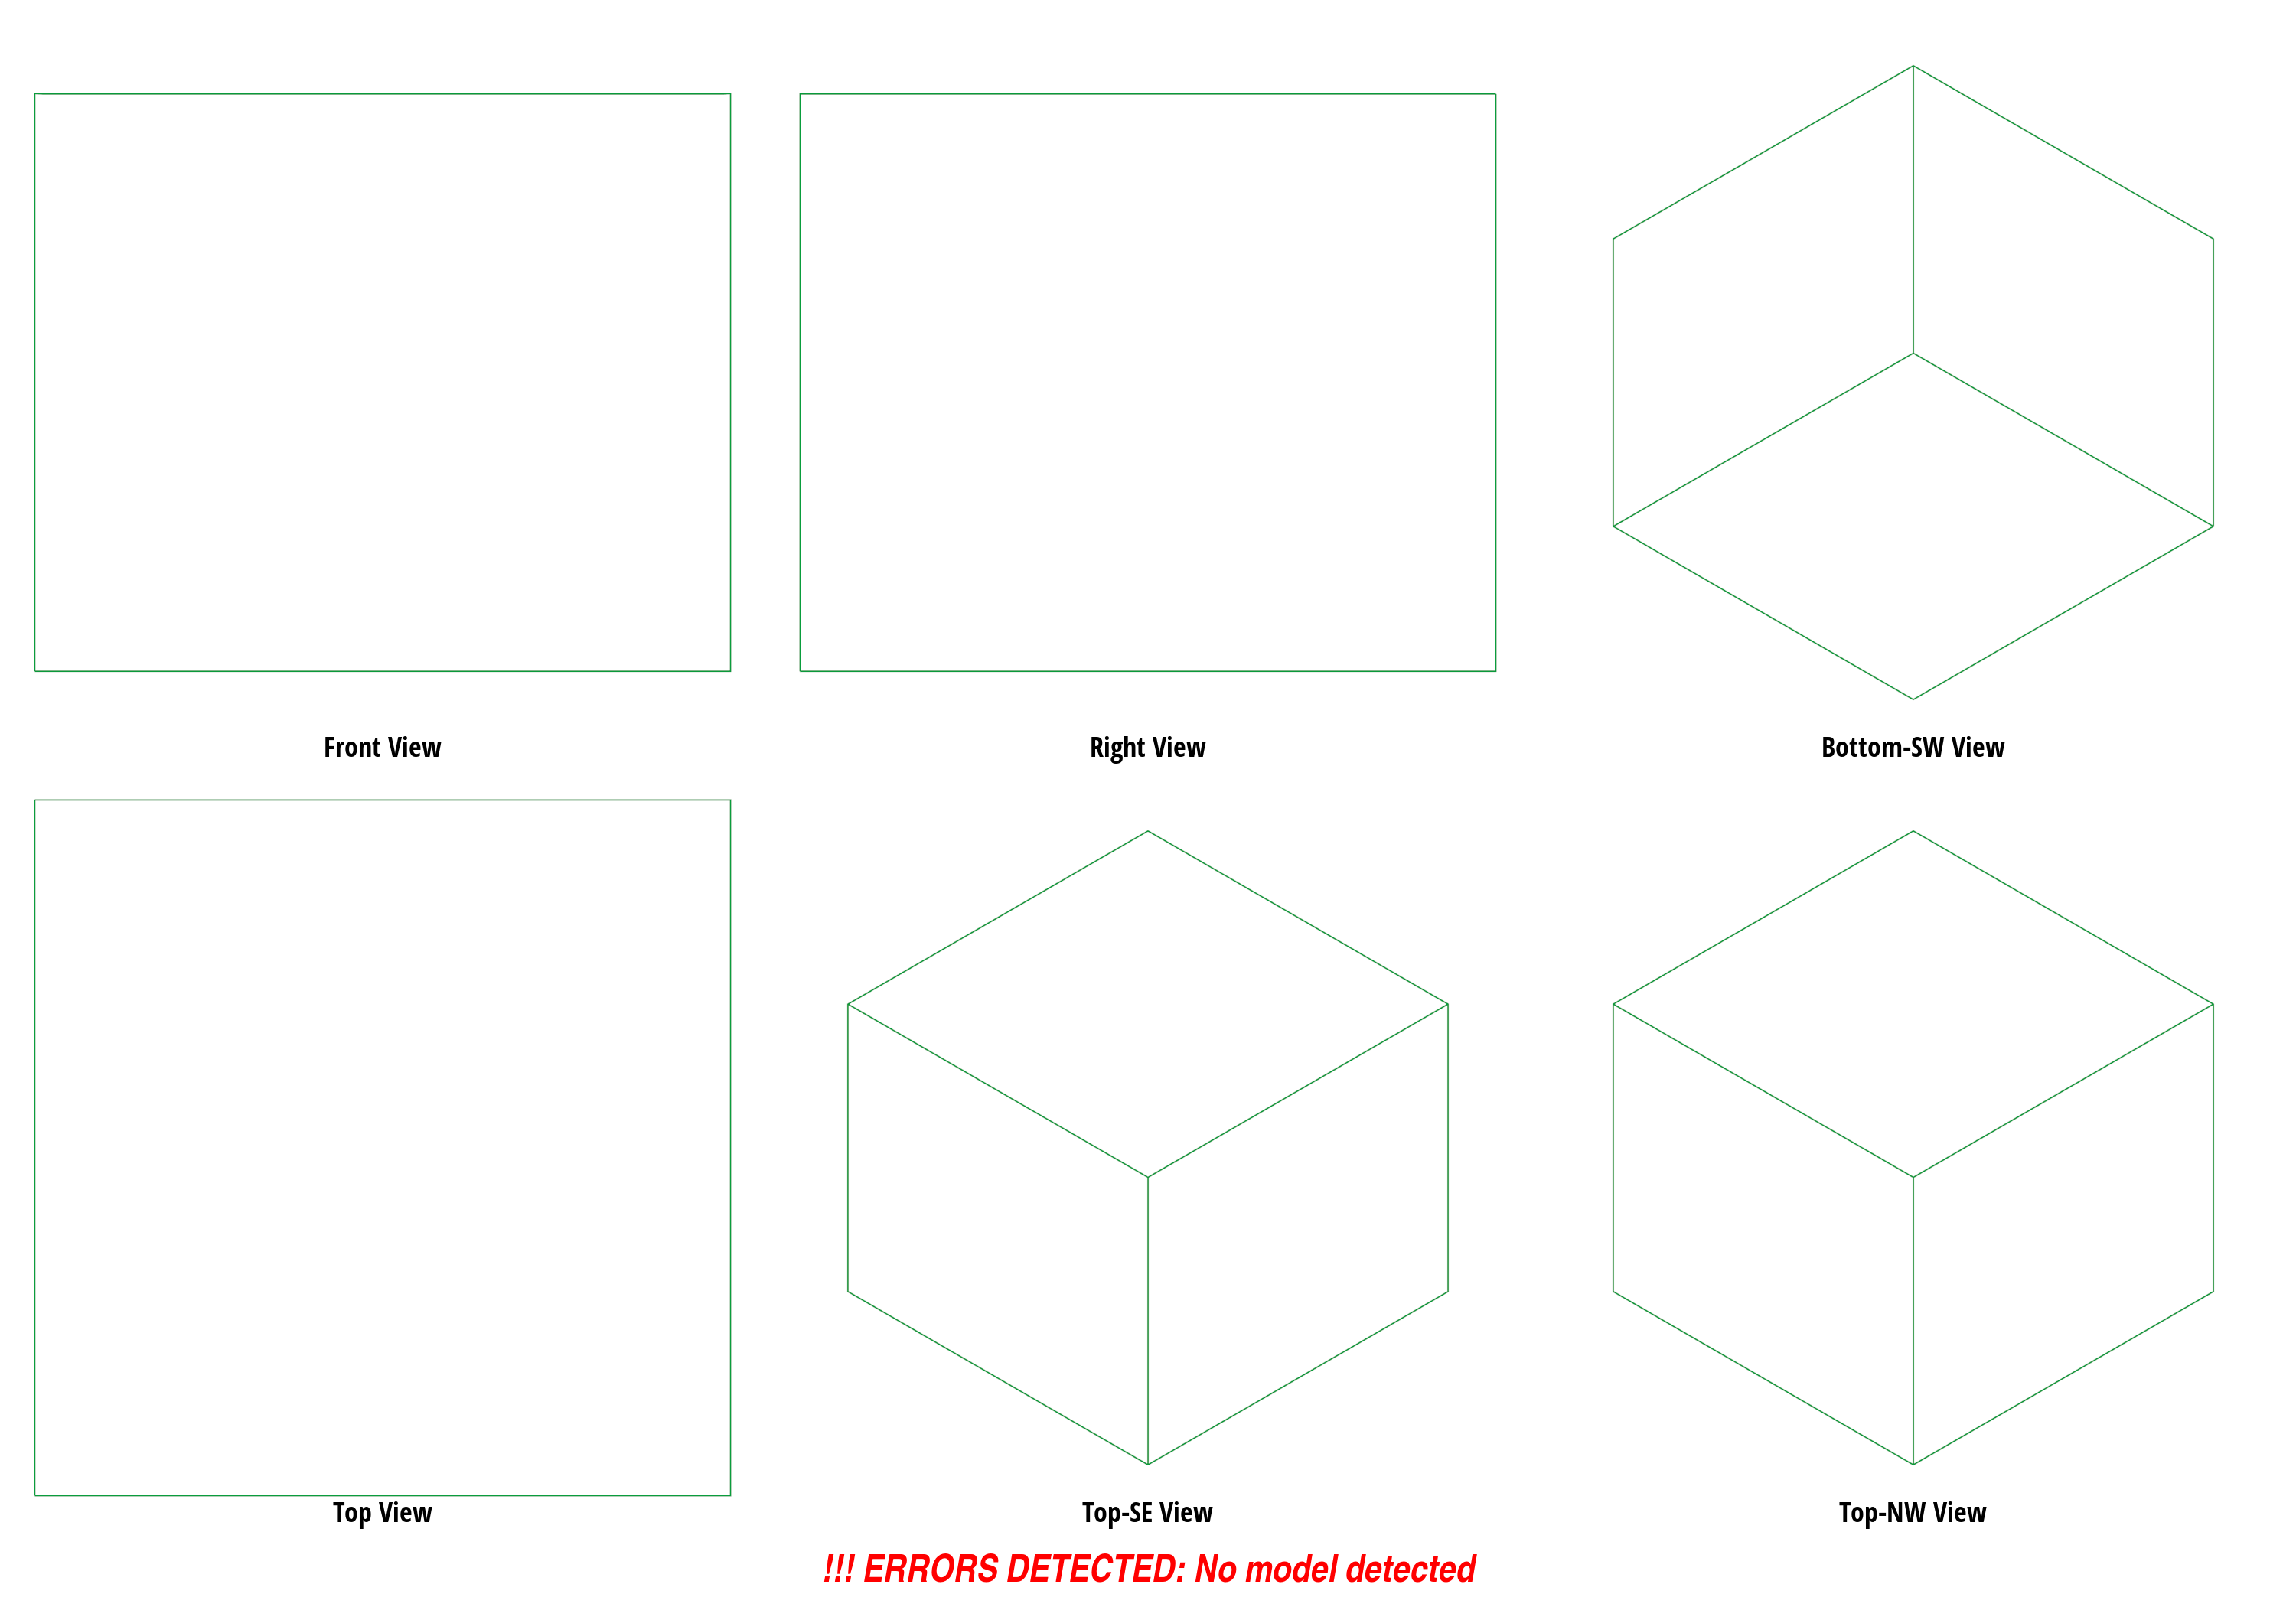 Front View
Right View
Bottom-SW View
Top View
Top-SE View
Top-NW View
!!! ERRORS DETECTED: No model detected